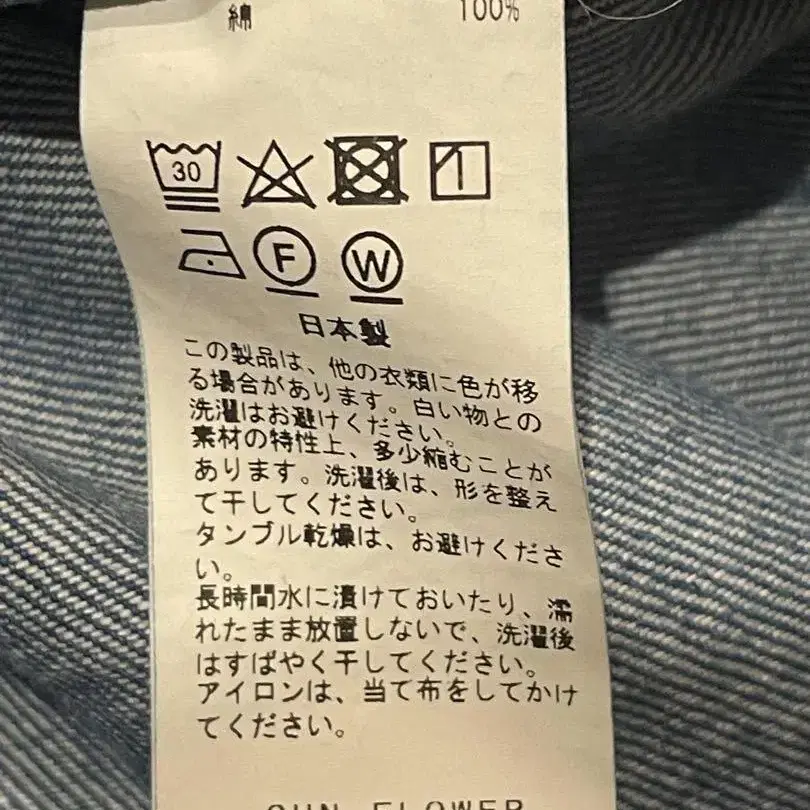 綿 100%
30
F W
日本製
この製品は、他の衣類に色が移
る場合があります。白い物との
洗濯はお避けください。
素材の特性上、多少縮むことが
あります。洗濯後は、形を整え
て干してください。
タンブル乾燥は、お避けくださ
い。
長時間水に漬けておいたり、濡
れたまま放置しないで、洗濯後
はすばやく干してください。
アイロンは、当て布をしてかけ
てください。
SUN FLOWER